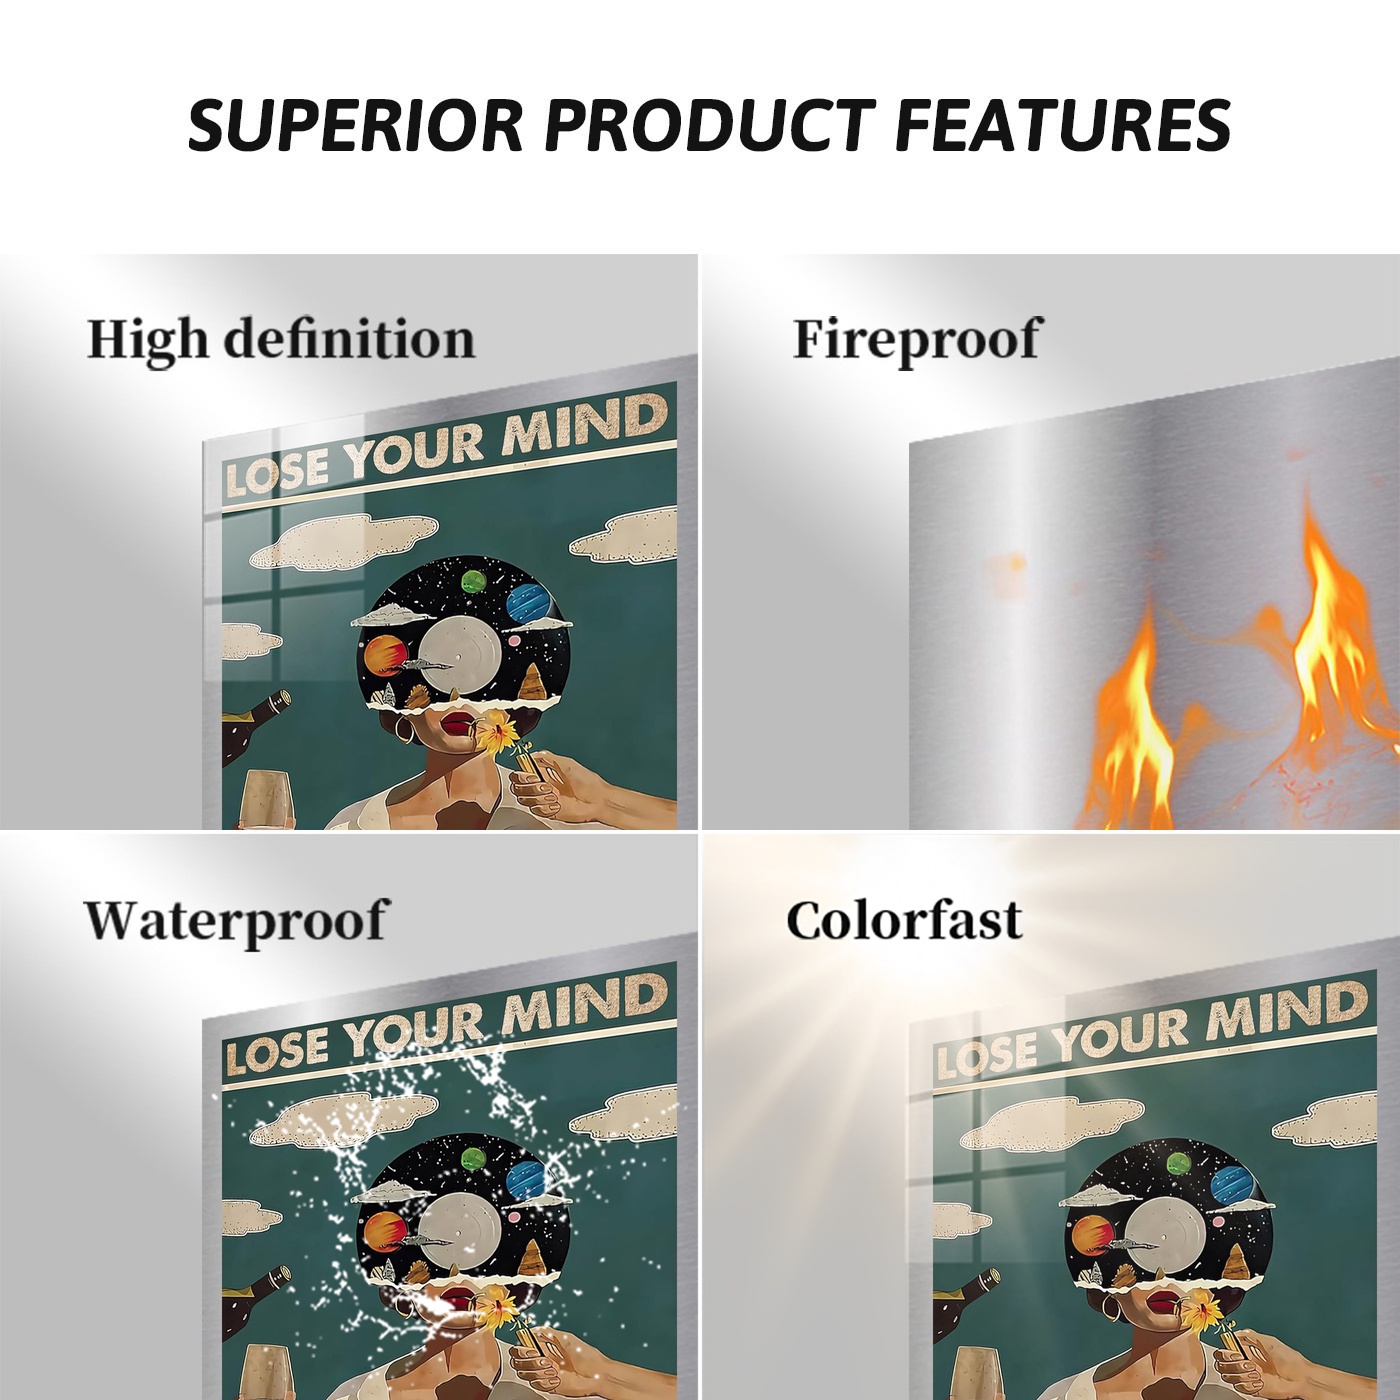 SUPERIOR PRODUCT FEATURES
High definition
LOSE YOUR MIND
Fireproof
Waterproof
LOSE YOUR MIND
Colorfast
LOSE YOUR MIND